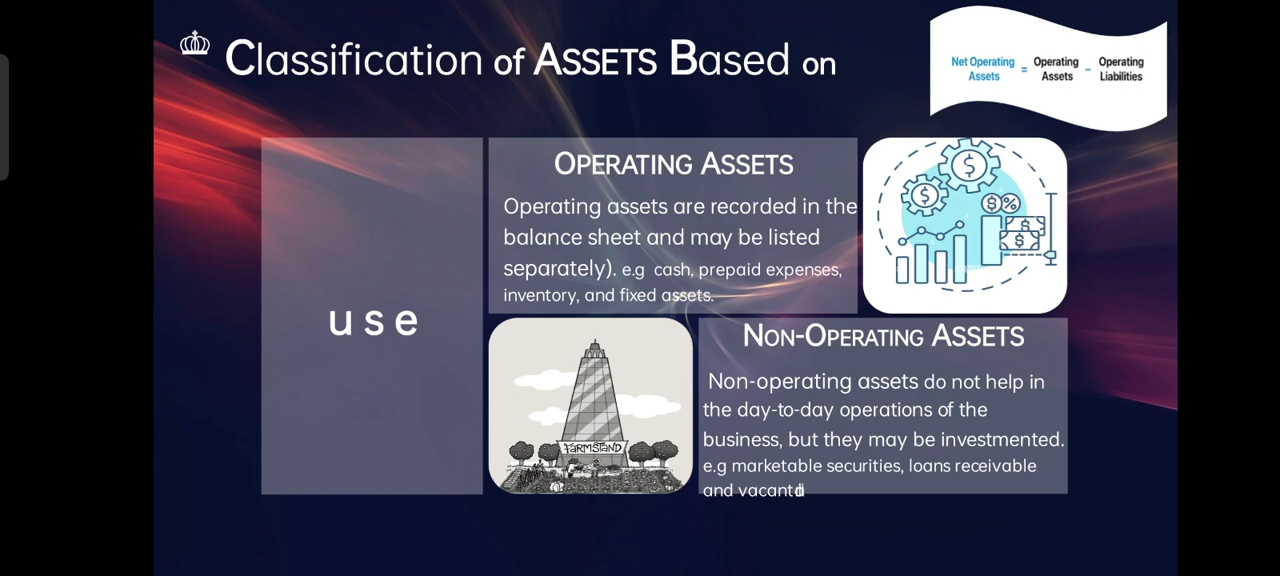 Classification of ASSETS Based on
Net Operating Assets = Operating Assets - Operating Liabilities
use
OPERATING ASSETS
Operating assets are recorded in the
balance sheet and may be listed
separately). e.g cash, prepaid expenses,
inventory, and fixed assets.
FARMSTAND
NON-OPERATING ASSETS
Non-operating assets do not help in
the day-to-day operations of the
business, but they may be investmented.
e.g marketable securities, loans receivable
and vacant